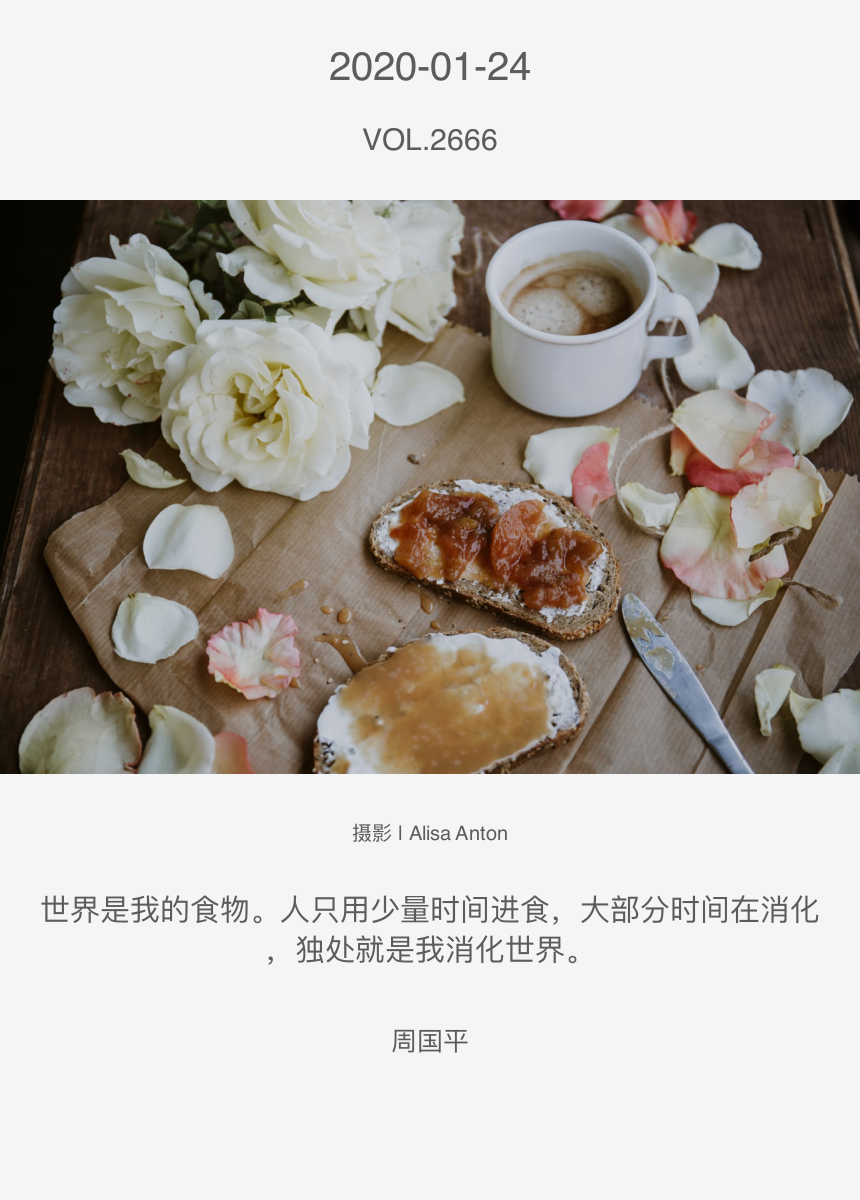 2020-01-24
VOL.2666
摄影 | Alisa Anton
世界是我的食物。人只用少量时间进食，大部分时间在消化
，独处就是我消化世界。
周国平